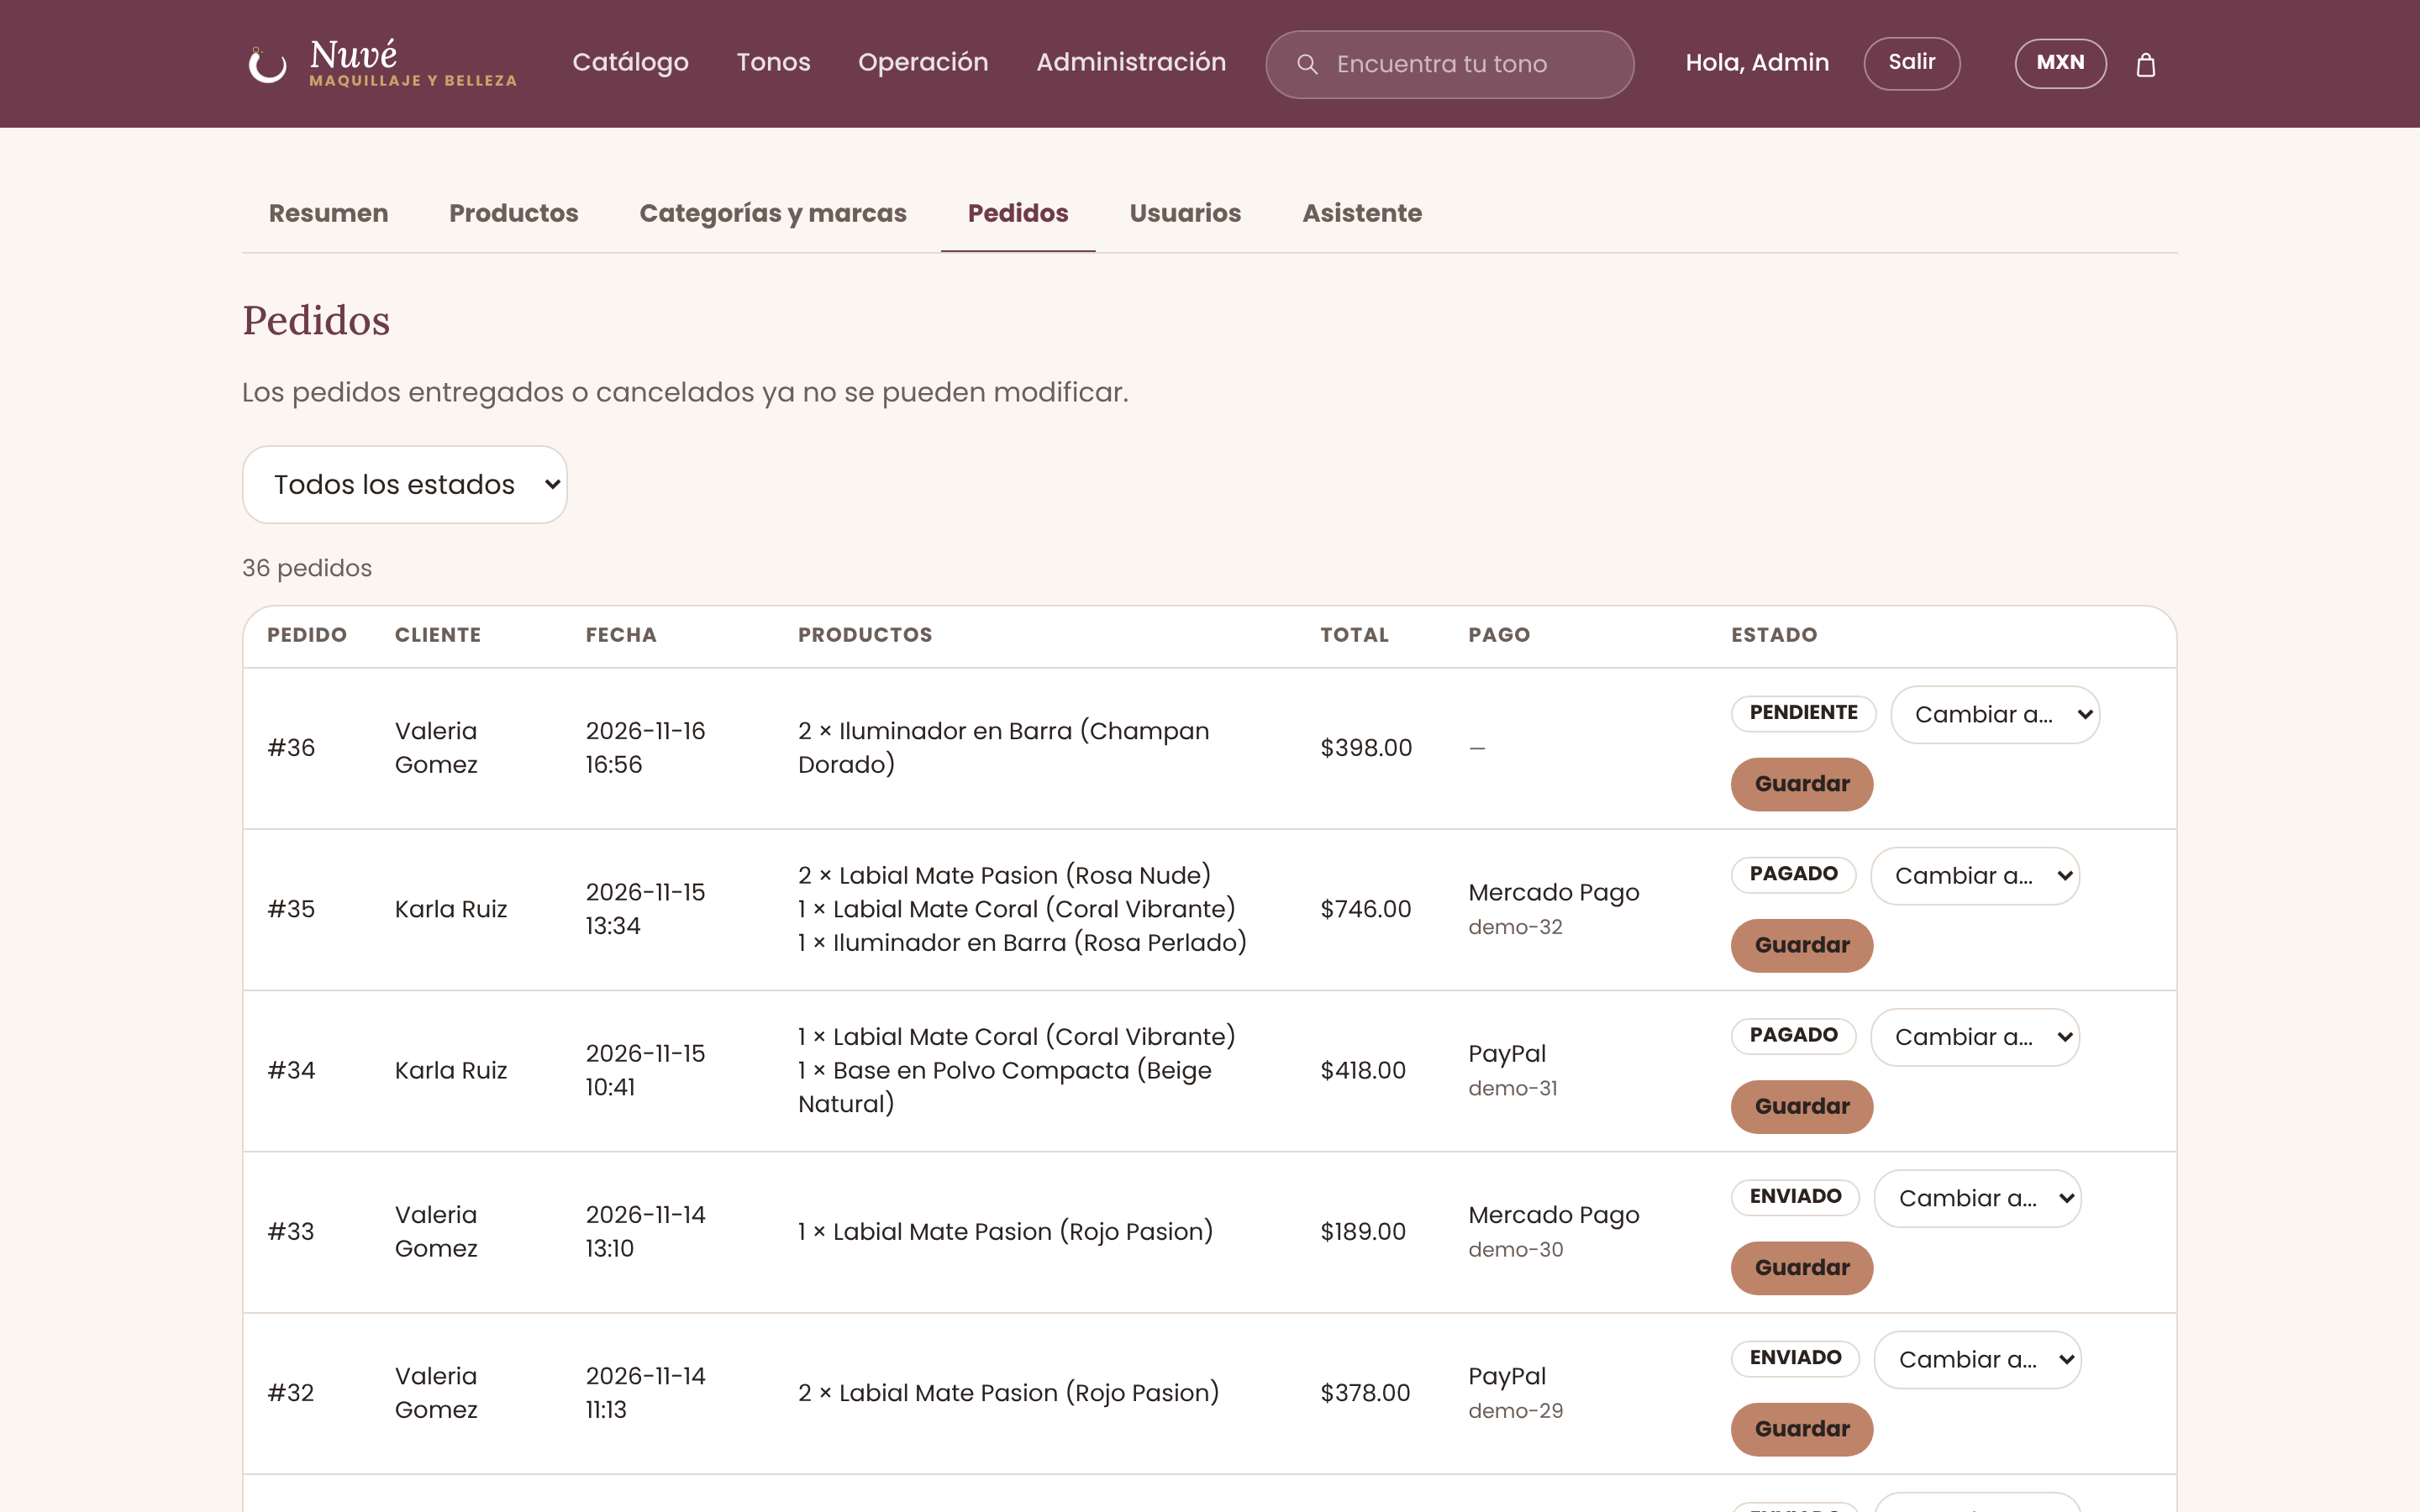 Nuvé
MAQUILLAJE Y BELLEZA
Catálogo
Tonos
Operación
Administración
Encuentra tu tono
Hola, Admin
Salir
MXN
Resumen
Productos
Categorías y marcas
Pedidos
Usuarios
Asistente
Pedidos
Los pedidos entregados o cancelados ya no se pueden modificar.
Todos los estados
36 pedidos
PEDIDO CLIENTE FECHA PRODUCTOS TOTAL PAGO ESTADO
#36
Valeria
Gomez
2026-11-16
16:56
2 × Iluminador en Barra (Champan
Dorado)
$398.00
—
PENDIENTE
Cambiar a...
Guardar
#35
Karla Ruiz
2026-11-15
13:34
2 × Labial Mate Pasion (Rosa Nude)
1 × Labial Mate Coral (Coral Vibrante)
1 × Iluminador en Barra (Rosa Perlado)
$746.00
Mercado Pago
demo-32
PAGADO
Cambiar a...
Guardar
#34
Karla Ruiz
2026-11-15
10:41
1 × Labial Mate Coral (Coral Vibrante)
1 × Base en Polvo Compacta (Beige
Natural)
$418.00
PayPal
demo-31
PAGADO
Cambiar a...
Guardar
#33
Valeria
Gomez
2026-11-14
13:10
1 × Labial Mate Pasion (Rojo Pasion)
$189.00
Mercado Pago
demo-30
ENVIADO
Cambiar a...
Guardar
#32
Valeria
Gomez
2026-11-14
11:13
2 × Labial Mate Pasion (Rojo Pasion)
$378.00
PayPal
demo-29
ENVIADO
Cambiar a...
Guardar